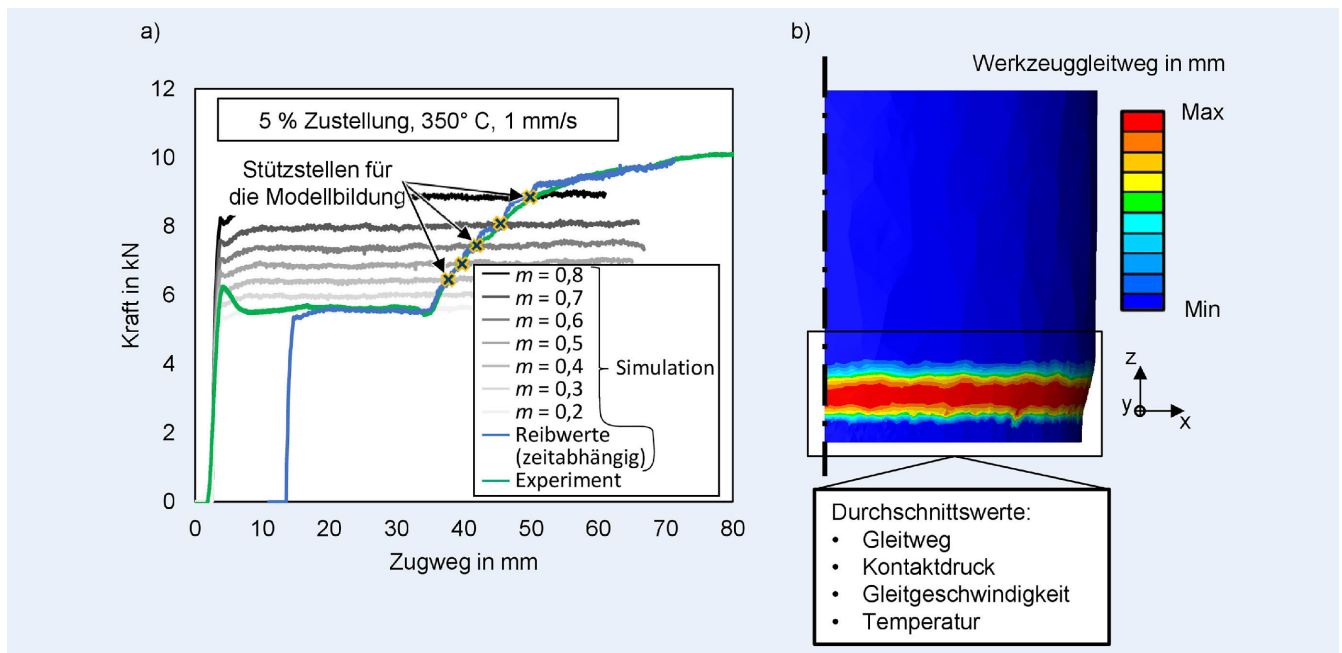 a)
Kraft in kN
12
10
8
6
4
2
0
5 % Zustellung, 350° C, 1 mm/s
Stützstellen für
die Modellbildung
m = 0,8
m = 0,7
m = 0,6
m = 0,5
m = 0,4
m = 0,3
m = 0,2
Simulation
Reibwerte
(zeitabhängig)
Experiment
0 10 20 30 40 50 60 70 80
Zugweg in mm
b)
Werkzeuggleitweg in mm
Max
Min
z
y
x
Durchschnittswerte:
• Gleitweg
• Kontaktdruck
• Gleitgeschwindigkeit
• Temperatur